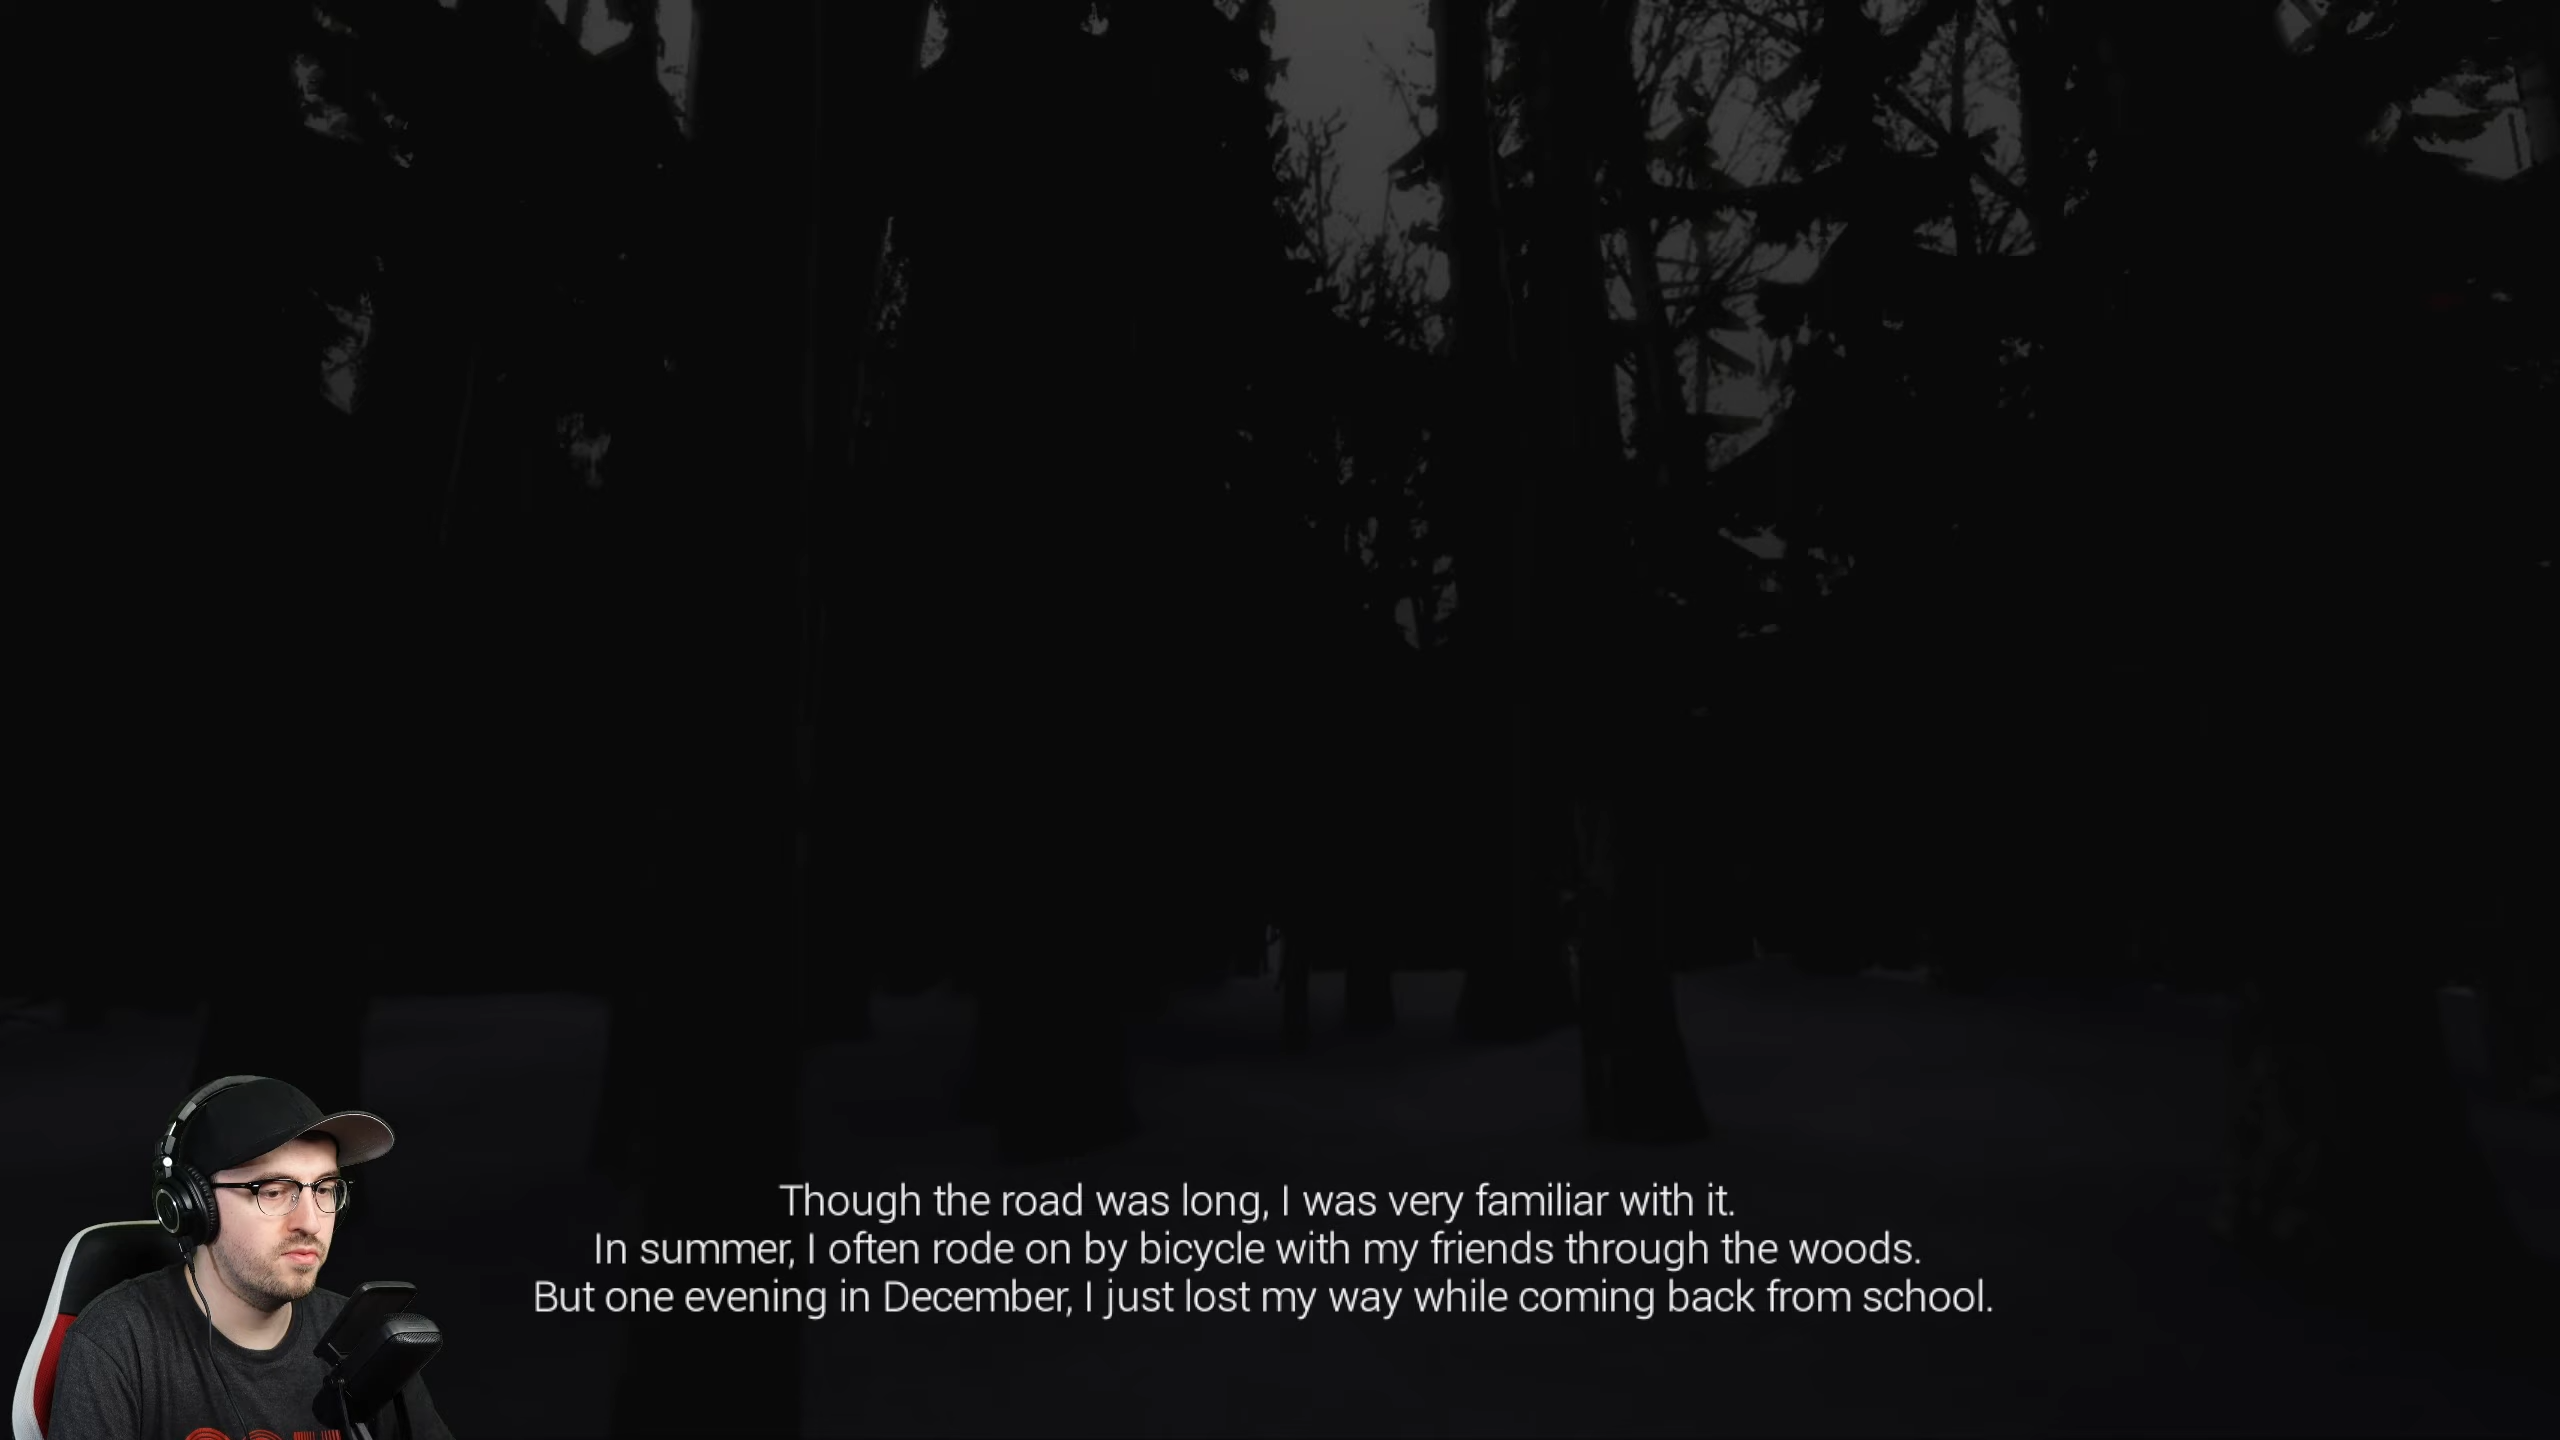 Though the road was long, I was very familiar with it.
In summer, I often rode on by bicycle with my friends through the woods.
But one evening in December, I just lost my way while coming back from school.